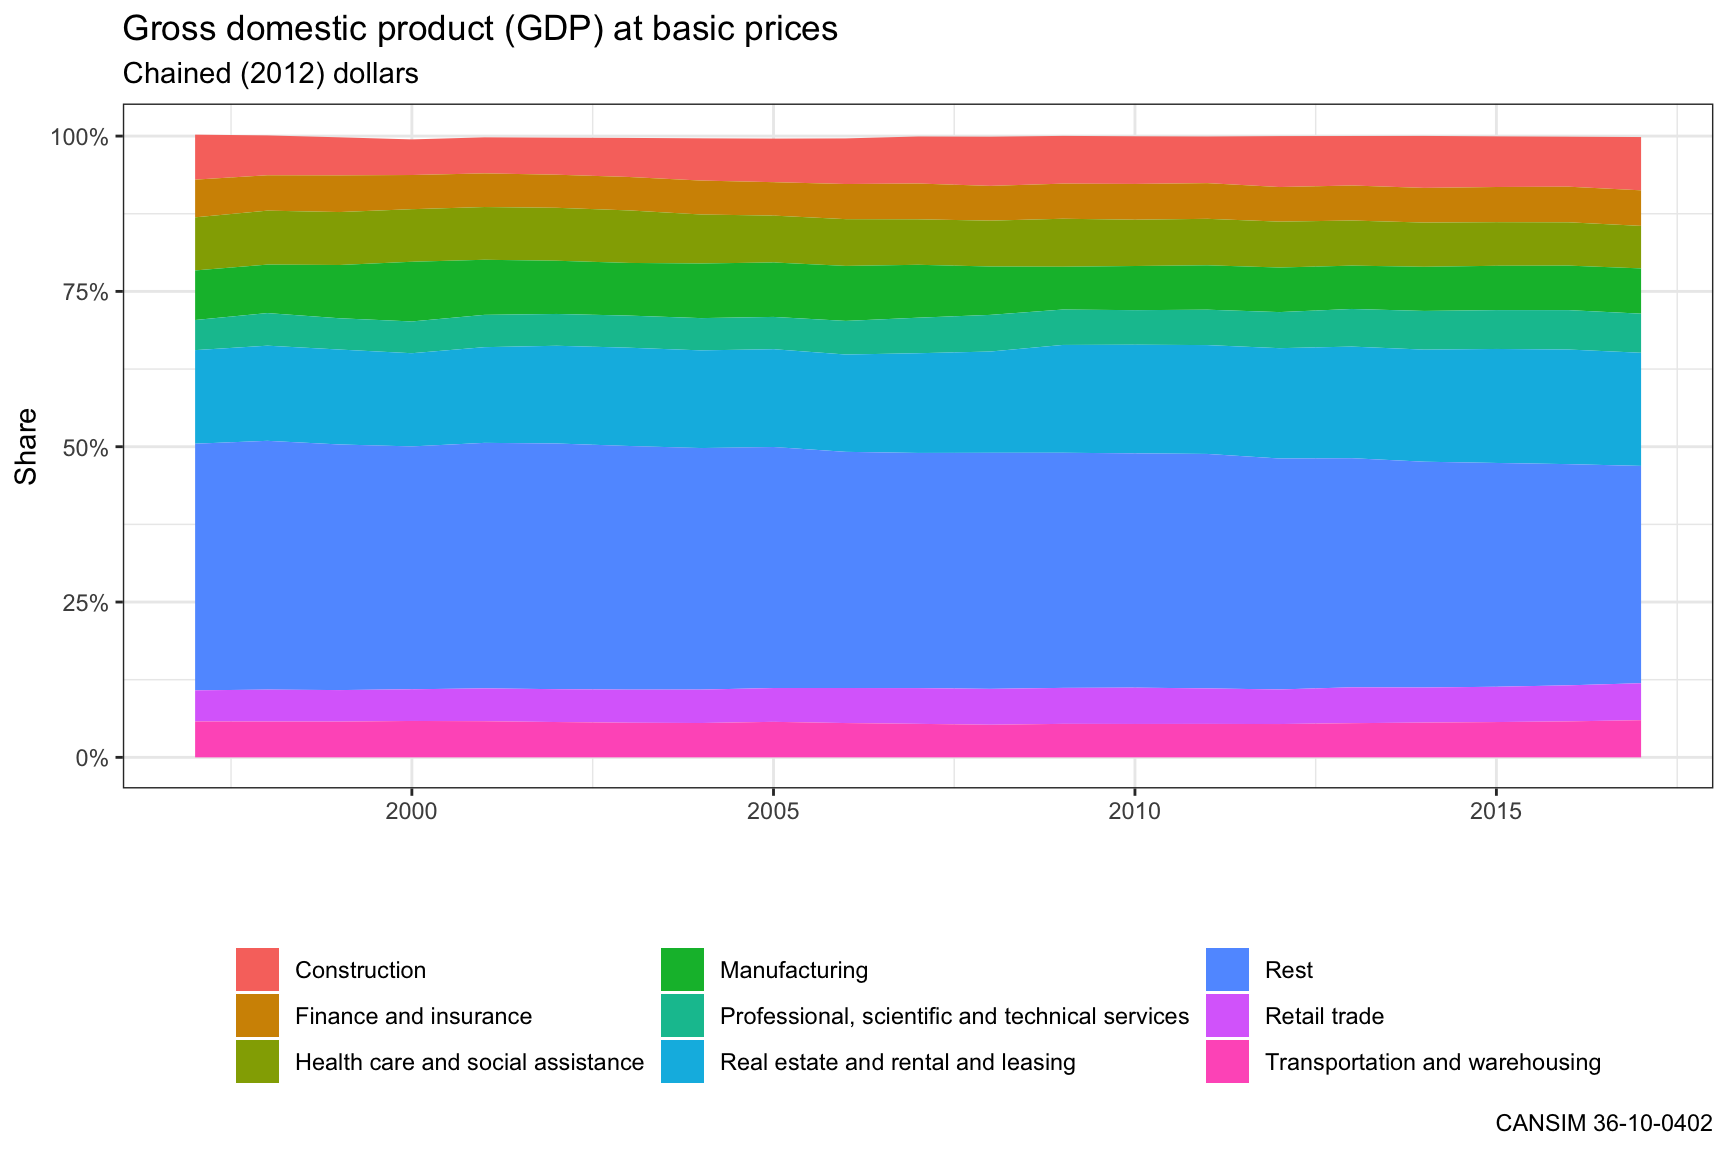 Gross domestic product (GDP) at basic prices
Chained (2012) dollars
Share
100%
75%
50%
25%
0%
2000 2005 2010 2015
Construction Manufacturing Rest
Finance and insurance Professional, scientific and technical services Retail trade
Health care and social assistance Real estate and rental and leasing Transportation and warehousing
CANSIM 36-10-0402